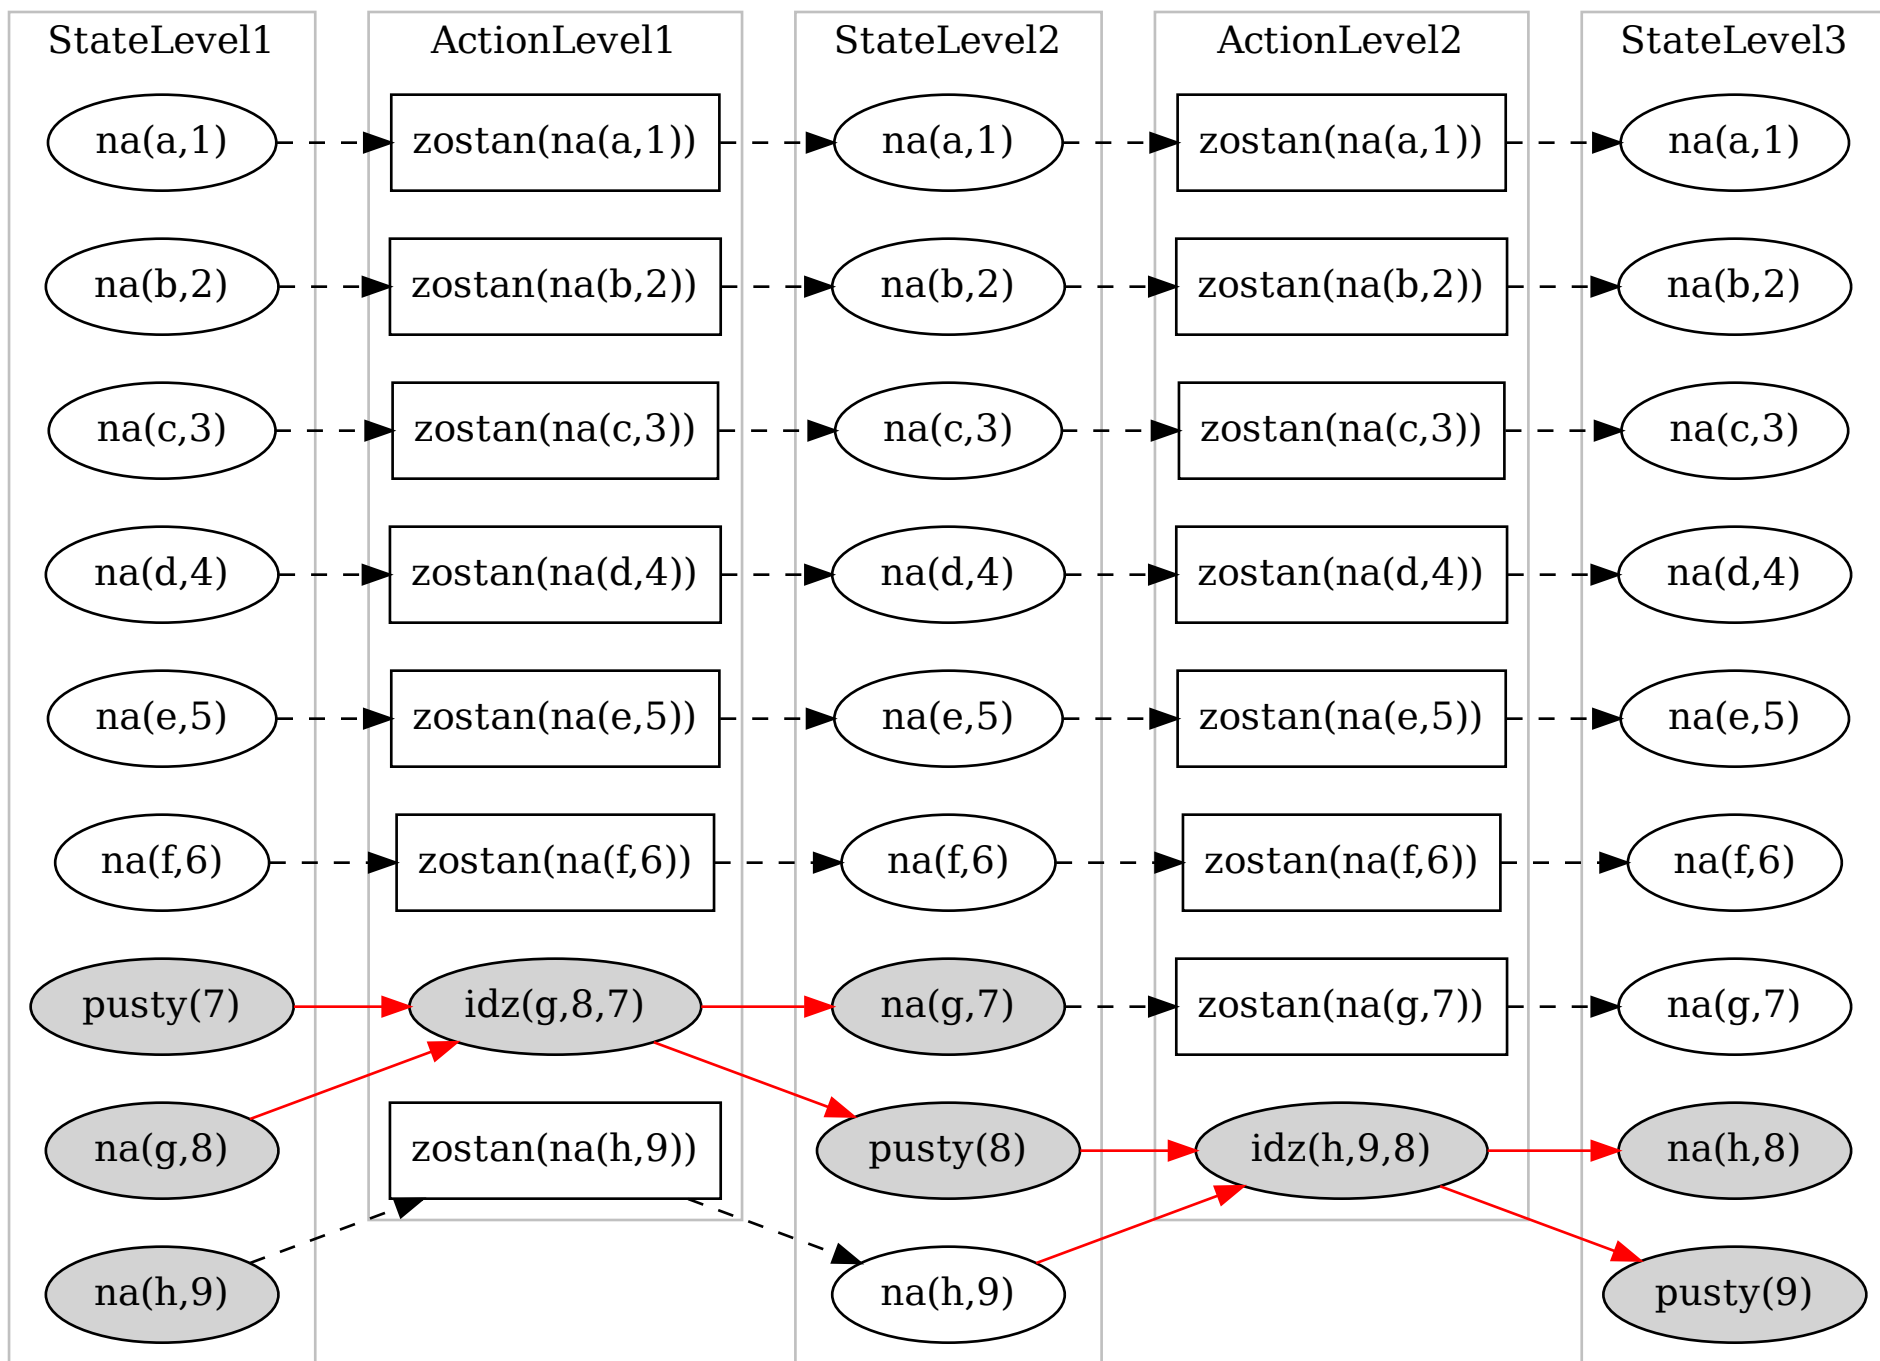 StateLevel1 ActionLevel1 StateLevel2 ActionLevel2 StateLevel3
na(a,1) zostan(na(a,1)) na(a,1) zostan(na(a,1)) na(a,1)
na(b,2) zostan(na(b,2)) na(b,2) zostan(na(b,2)) na(b,2)
na(c,3) zostan(na(c,3)) na(c,3) zostan(na(c,3)) na(c,3)
na(d,4) zostan(na(d,4)) na(d,4) zostan(na(d,4)) na(d,4)
na(e,5) zostan(na(e,5)) na(e,5) zostan(na(e,5)) na(e,5)
na(f,6) zostan(na(f,6)) na(f,6) zostan(na(f,6)) na(f,6)
pusty(7) idz(g,8,7) na(g,7) zostan(na(g,7)) na(g,7)
na(g,8) zostan(na(h,9)) pusty(8) idz(h,9,8) na(h,8)
na(h,9) na(h,9) pusty(9)